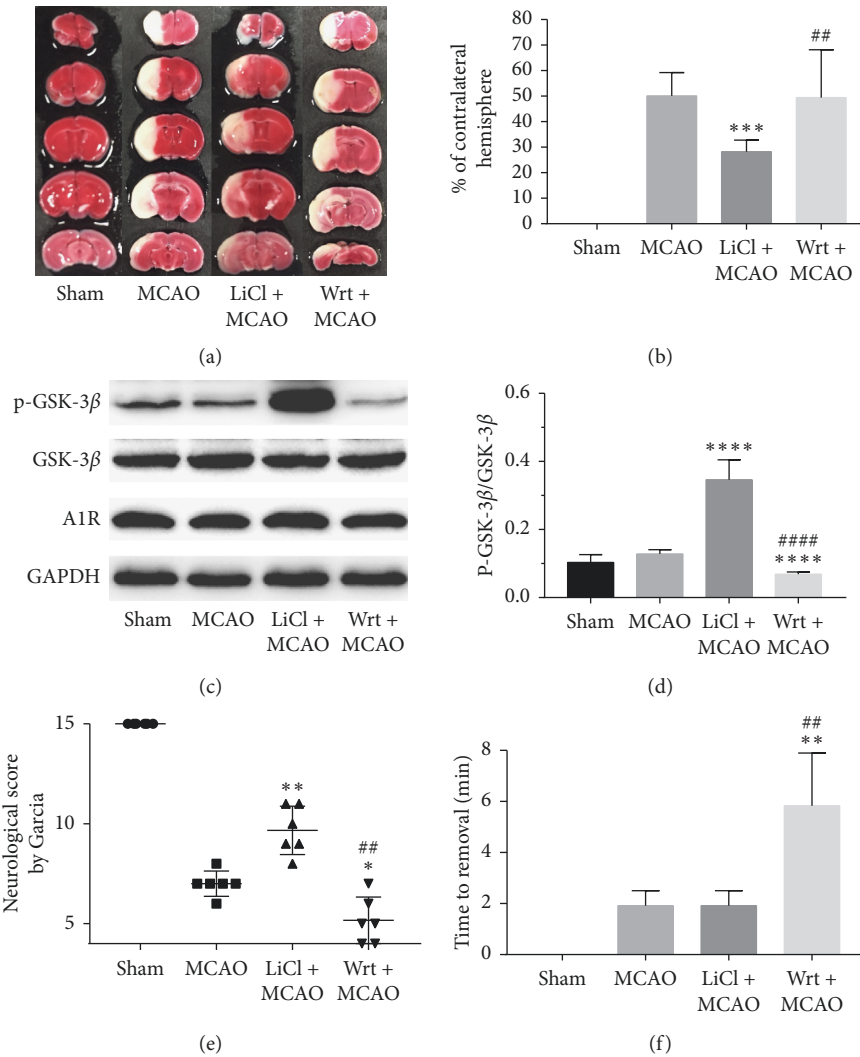 Sham
MCAO
LiCl +
MCAO
Wrt +
MCAO
(a)
% of contralateral
hemisphere
80
70
60
50
40
30
20
10
0
***
##
Sham
MCAO
LiCl +
MCAO
Wrt +
MCAO
(b)
p-GSK-3β
GSK-3β
A1R
GAPDH
Sham
MCAO
LiCl +
MCAO
Wrt +
MCAO
(c)
P-GSK-3β/GSK-3β
0.6
0.4
0.2
0.0
****
####
****
Sham
MCAO
LiCl +
MCAO
Wrt +
MCAO
(d)
Neurological score
by Garcia
15
10
5
**
##
*
Sham
MCAO
LiCl +
MCAO
Wrt +
MCAO
(e)
Time to removal (min)
8
6
4
2
0
##
**
Sham
MCAO
LiCl +
MCAO
Wrt +
MCAO
(f)